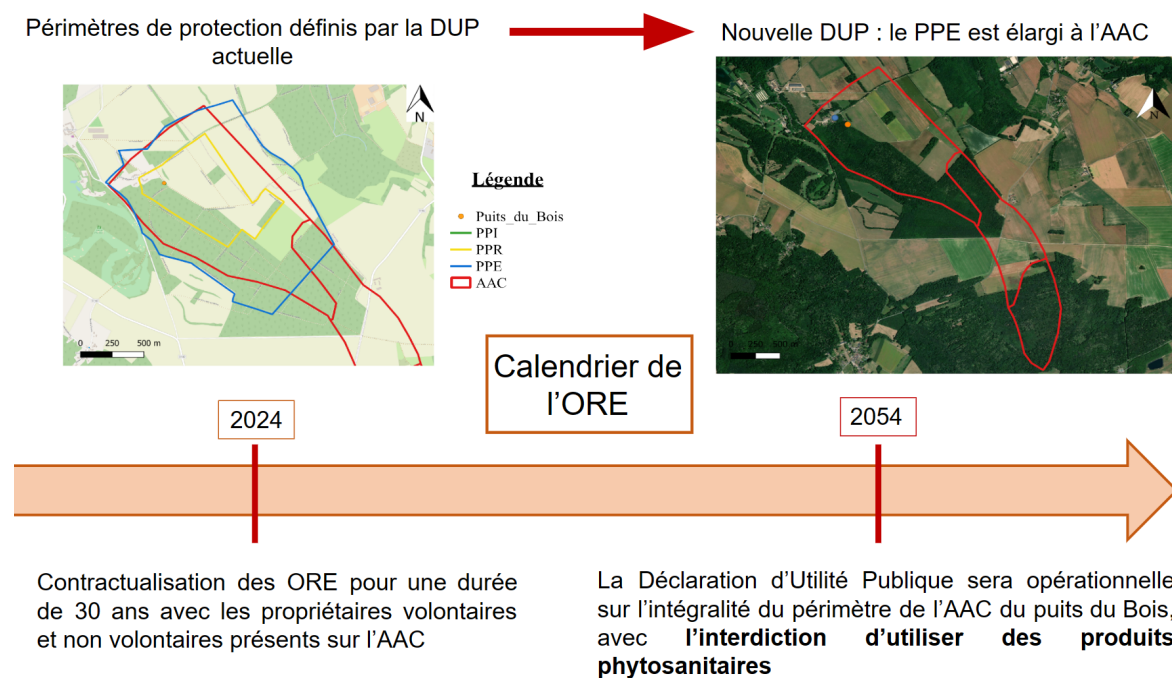 Périmètres de protection définis par la DUP
actuelle
Nouvelle DUP : le PPE est élargi à l'AAC
N
Légende
Puits_du_Bois
PPI
PPR
PPE
AAC
0 250 500 m
N
0 250 500 m
Calendrier de
l'ORE
2024
2054
Contractualisation des ORE pour une durée
de 30 ans avec les propriétaires volontaires
et non volontaires présents sur l'AAC
La Déclaration d'Utilité Publique sera opérationnelle
sur l'intégralité du périmètre de l'AAC du puits du Bois,
avec l'interdiction d'utiliser des produits
phytosanitaires